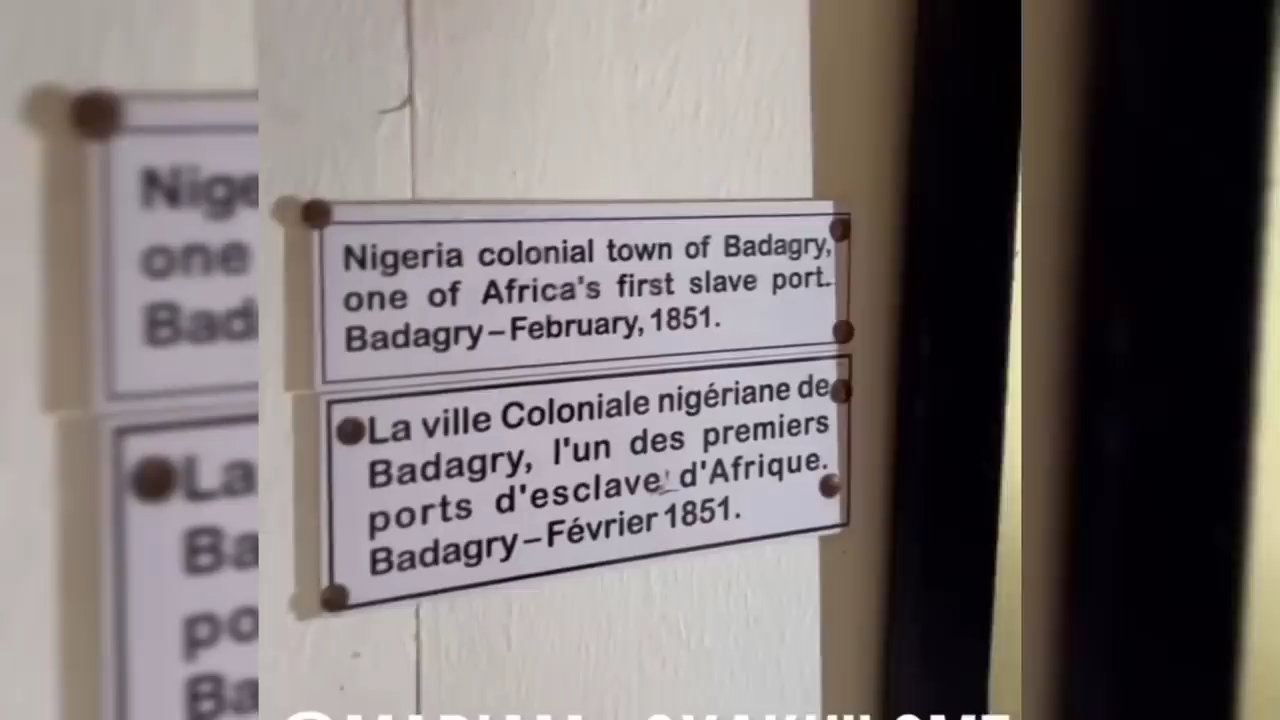 Nigeria colonial town of Badagry,
one of Africa's first slave port.
Badagry–February, 1851.
La ville Coloniale nigériane de
Badagry, l'un des premiers
ports d'esclave d'Afrique.
Badagry–Février 1851.